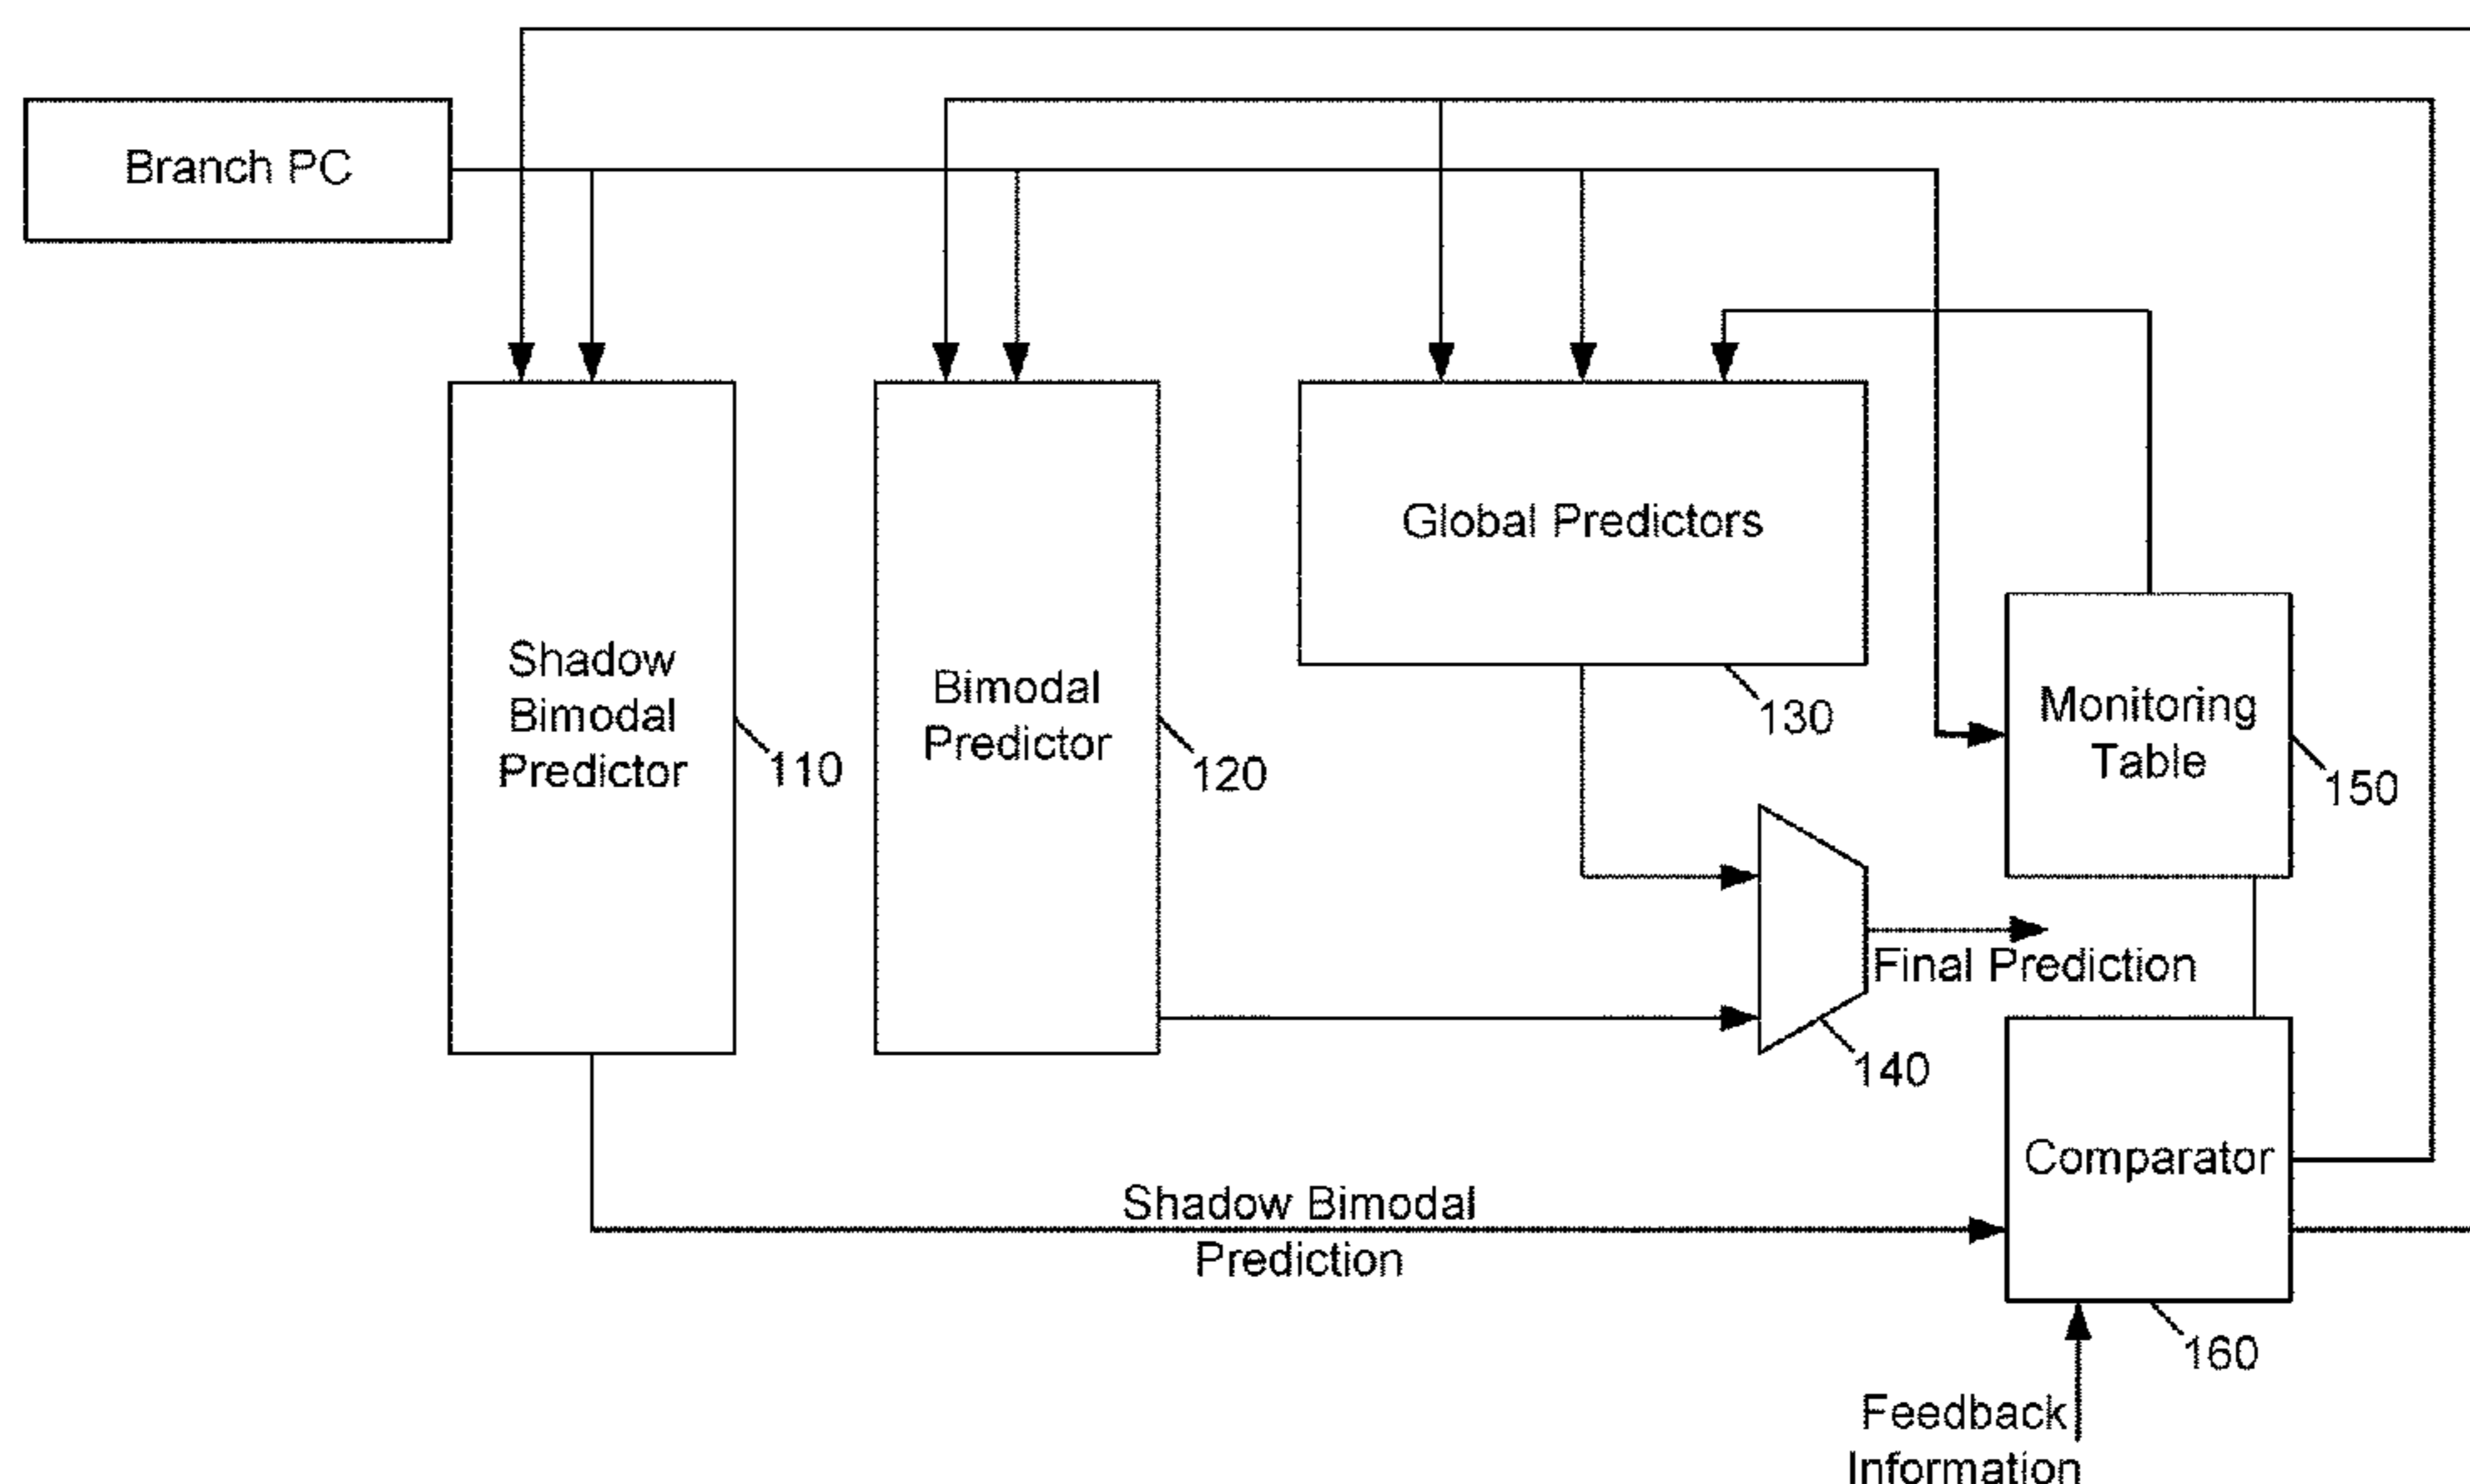 Branch PC
Shadow
Bimodal
Predictor
110
Bimodal
Predictor
120
Global Predictors
130
Monitoring
Table
150
Final Prediction
140
Comparator
160
Shadow Bimodal
Prediction
Feedback
Information